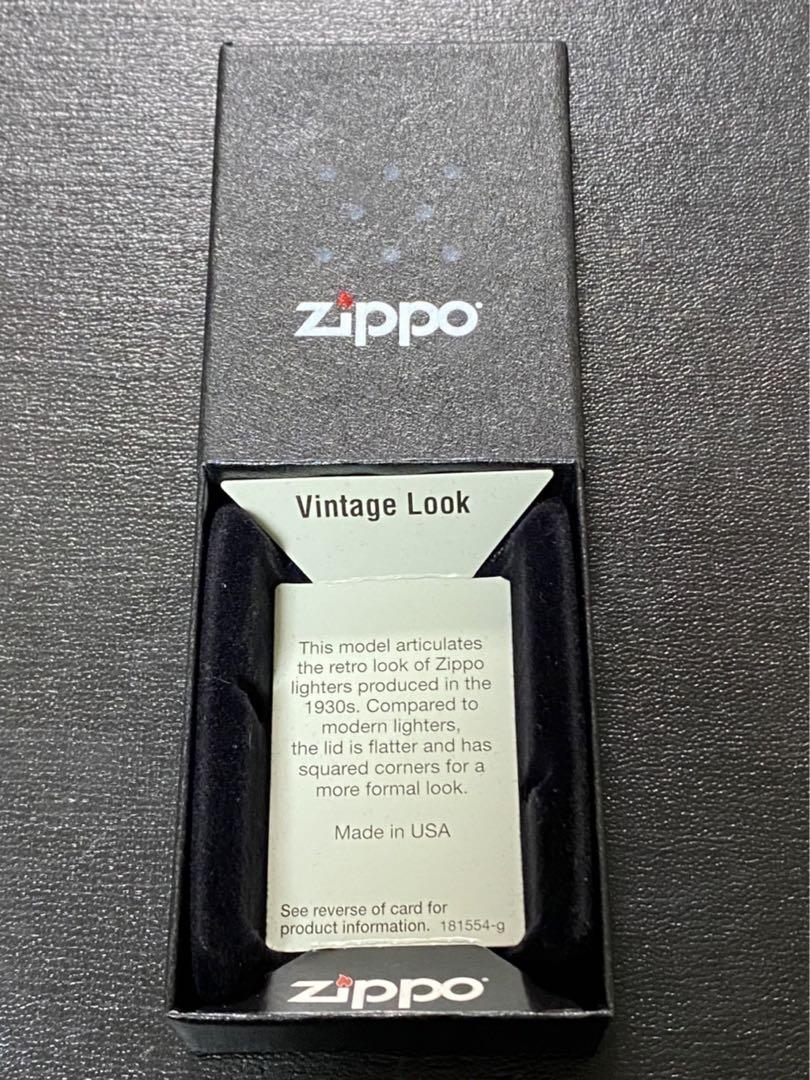 zippo
Vintage Look
This model articulates
the retro look of Zippo
lighters produced in the
1930s. Compared to
modern lighters,
the lid is flatter and has
squared corners for a
more formal look.
Made in USA
See reverse of card for
product information. 181554-g
zippo